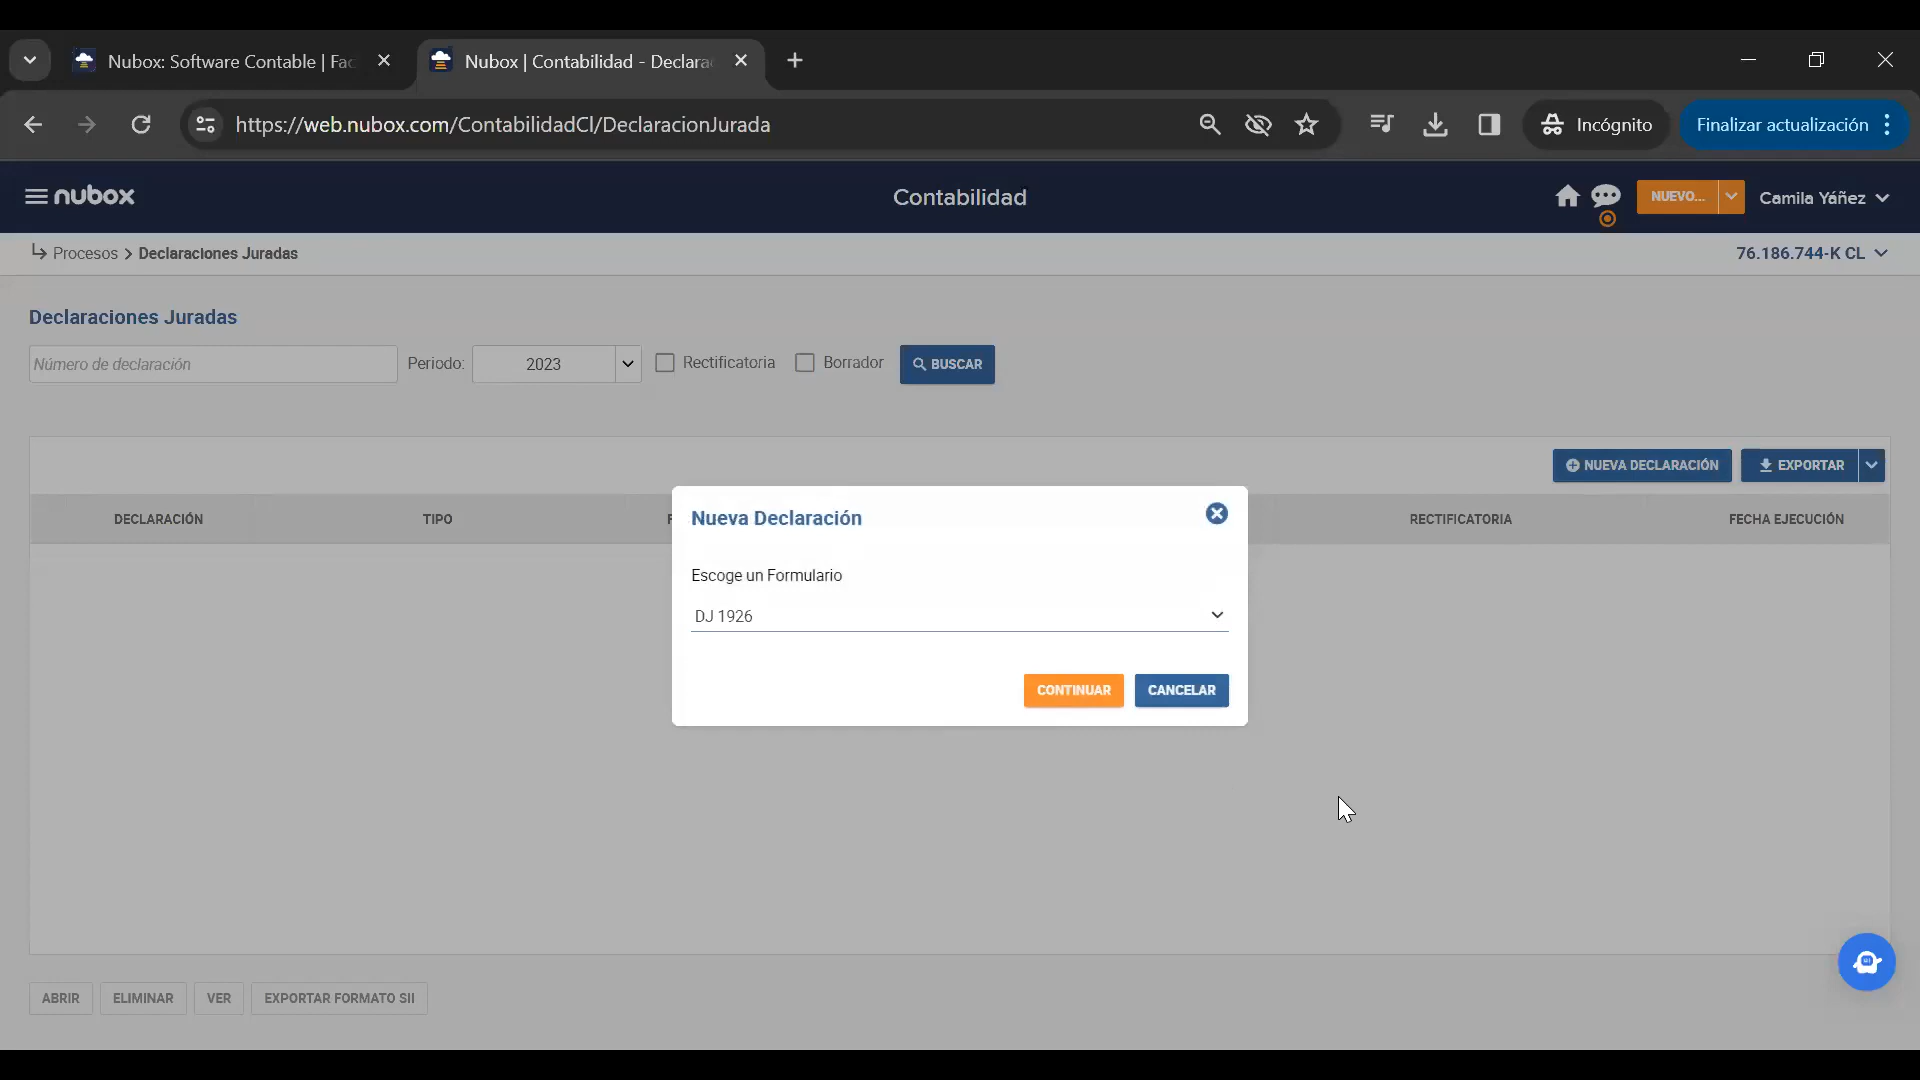 Nubox: Software Contable | Fac
Nubox | Contabilidad - Declara
https://web.nubox.com/ContabilidadCl/DeclaracionJurada
Incógnito
Finalizar actualización
nubox
Contabilidad
NUEVO...
Camila Yáñez
Procesos > Declaraciones Juradas
76.186.744-K CL
Declaraciones Juradas
Número de declaración
Periodo:
2023
Rectificatoria
Borrador
BUSCAR
NUEVA DECLARACIÓN
EXPORTAR
DECLARACIÓN
TIPO
RECTIFICATORIA
FECHA EJECUCIÓN
Nueva Declaración
Escoge un Formulario
DJ 1926
CONTINUAR
CANCELAR
ABRIR
ELIMINAR
VER
EXPORTAR FORMATO SII